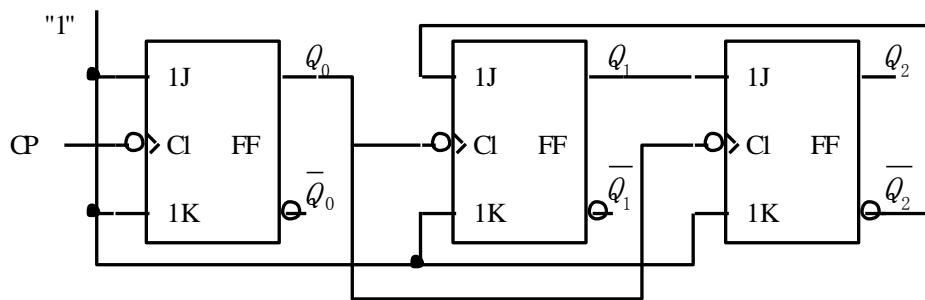 "1"
1J Q₀ 1J Q₁ 1J Q₂
CP C1 FF C1 FF C1 FF
1K Q̅₀ 1K Q̅₁ 1K Q̅₂